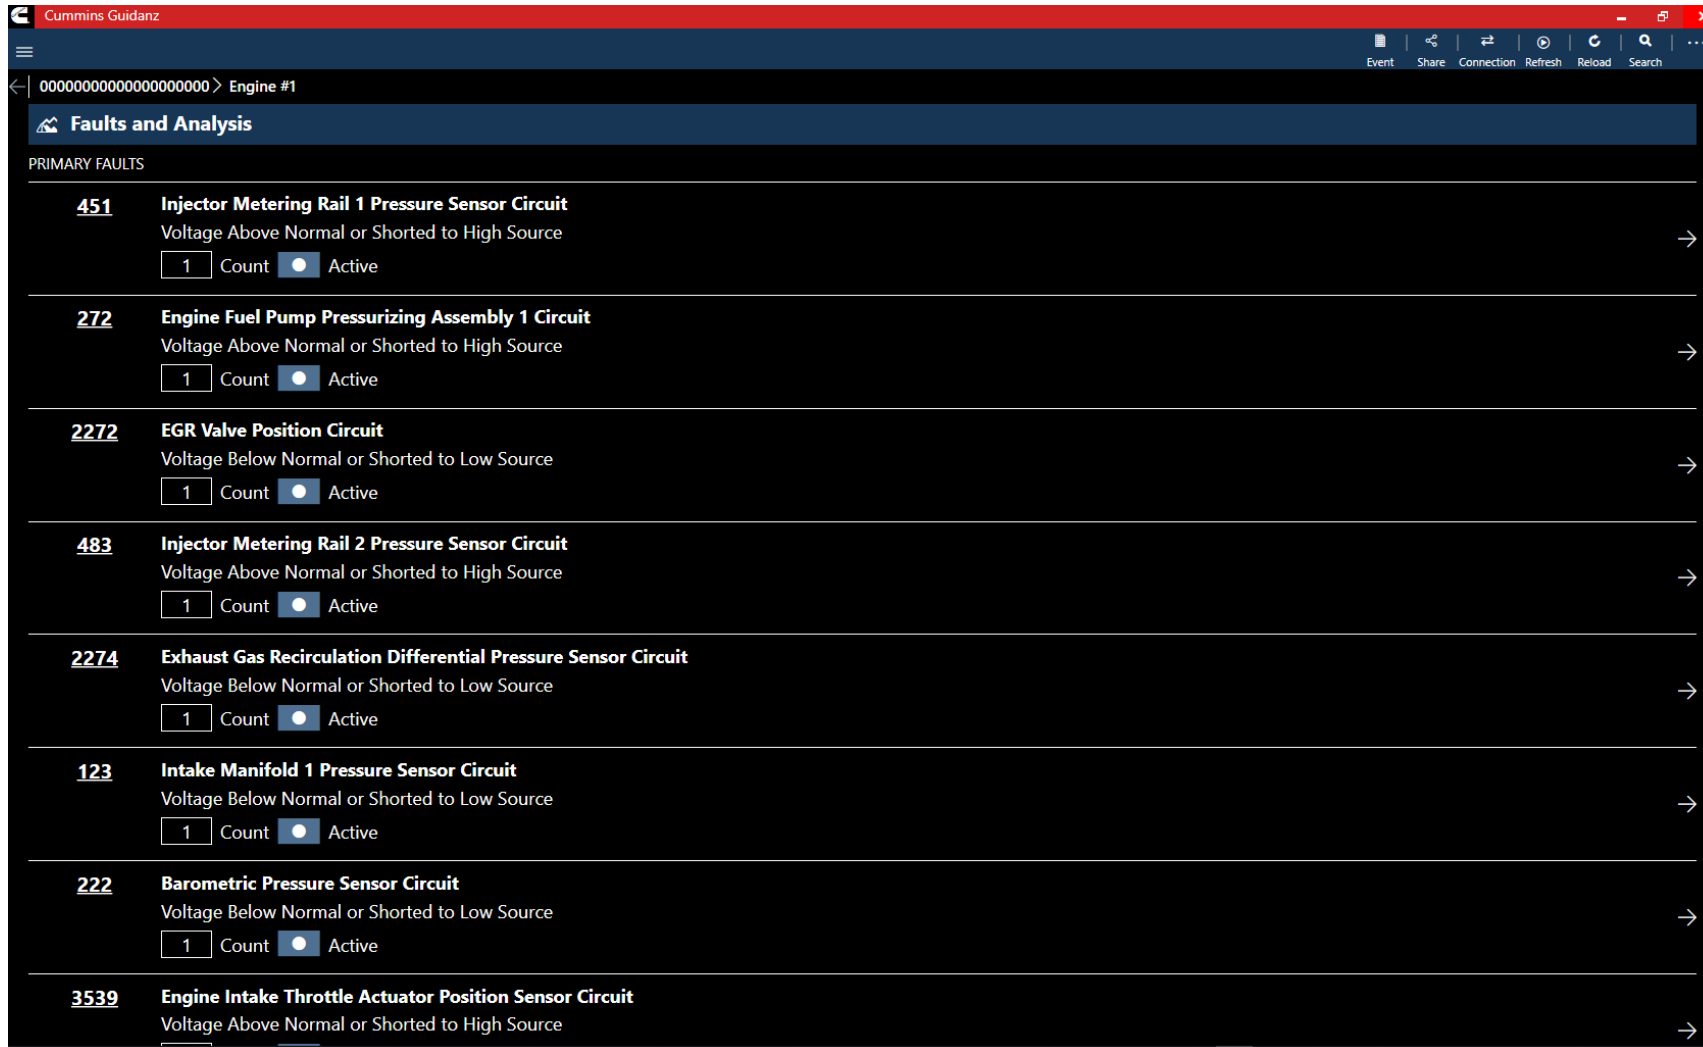 Cummins Guidanz
Event Share Connection Refresh Reload Search
00000000000000000000 > Engine #1
Faults and Analysis
PRIMARY FAULTS
451 Injector Metering Rail 1 Pressure Sensor Circuit
Voltage Above Normal or Shorted to High Source
1 Count Active
272 Engine Fuel Pump Pressurizing Assembly 1 Circuit
Voltage Above Normal or Shorted to High Source
1 Count Active
2272 EGR Valve Position Circuit
Voltage Below Normal or Shorted to Low Source
1 Count Active
483 Injector Metering Rail 2 Pressure Sensor Circuit
Voltage Above Normal or Shorted to High Source
1 Count Active
2274 Exhaust Gas Recirculation Differential Pressure Sensor Circuit
Voltage Below Normal or Shorted to Low Source
1 Count Active
123 Intake Manifold 1 Pressure Sensor Circuit
Voltage Below Normal or Shorted to Low Source
1 Count Active
222 Barometric Pressure Sensor Circuit
Voltage Below Normal or Shorted to Low Source
1 Count Active
3539 Engine Intake Throttle Actuator Position Sensor Circuit
Voltage Above Normal or Shorted to High Source